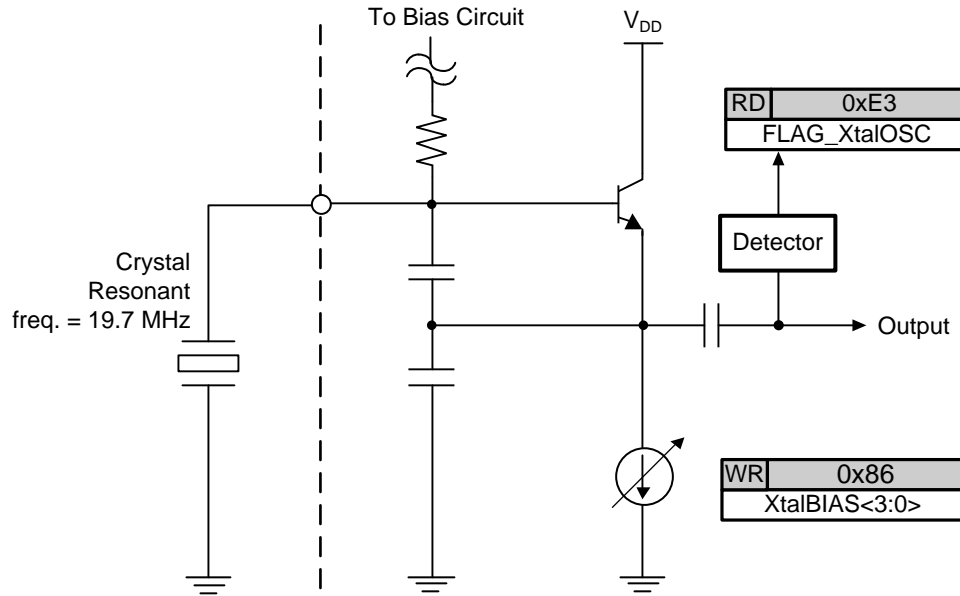 To Bias Circuit
VDD
RD 0xE3
FLAG_XtalOSC
Detector
Crystal
Resonant
freq. = 19.7 MHz
Output
WR 0x86
XtalBIAS<3:0>